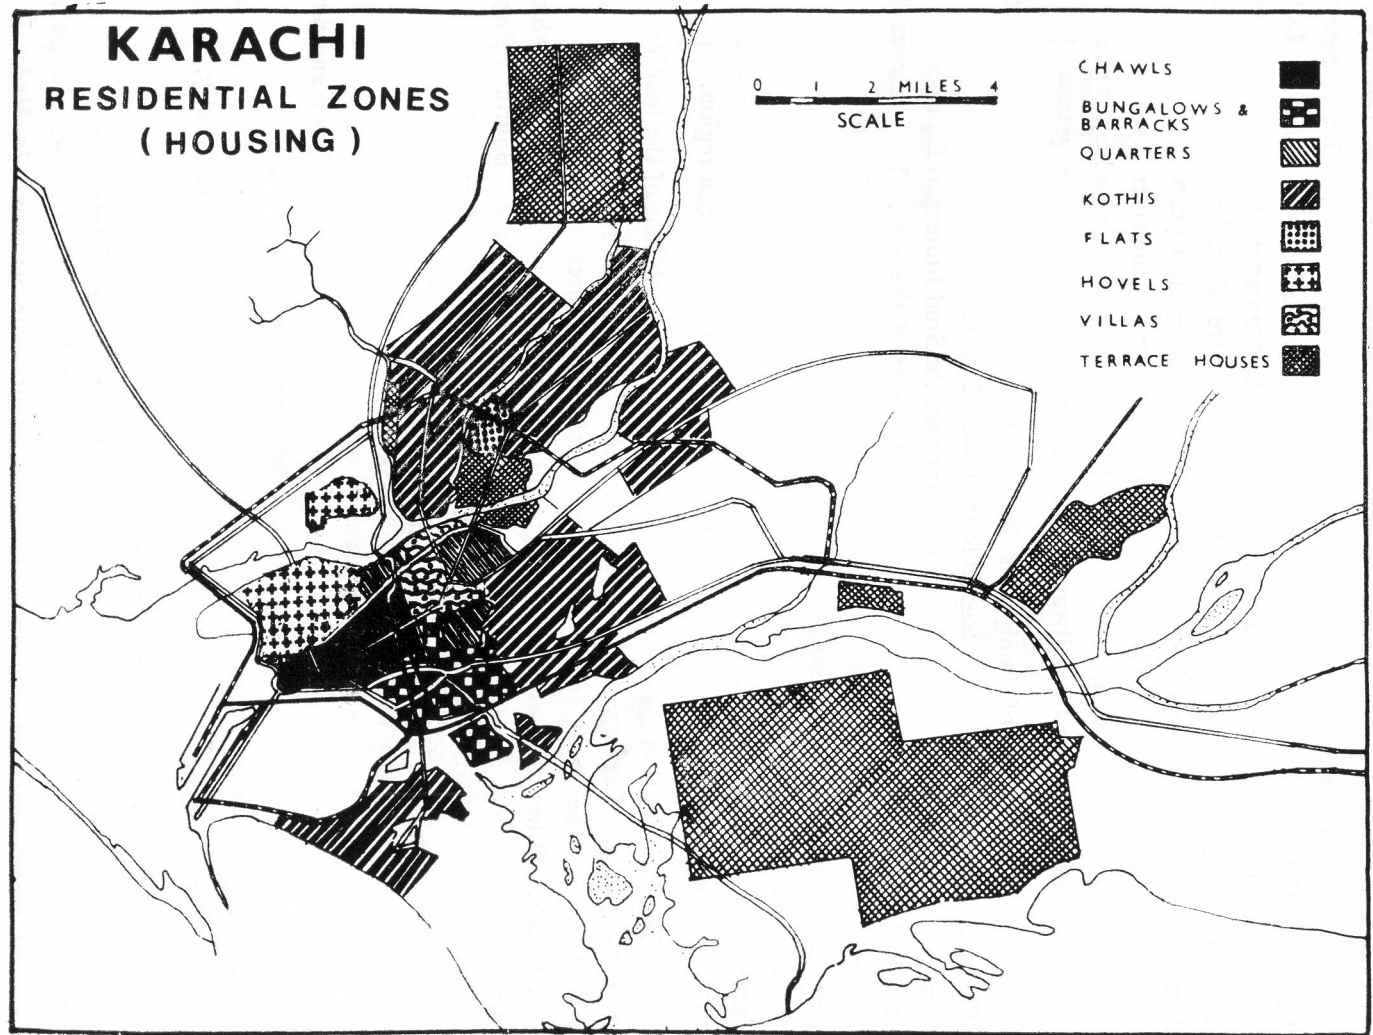 KARACHI
RESIDENTIAL ZONES
( HOUSING )
0 1 2 MILES 4
SCALE
CHAWLS
BUNGALOWS &
BARRACKS
QUARTERS
KOTHIS
FLATS
HOVELS
VILLAS
TERRACE HOUSES